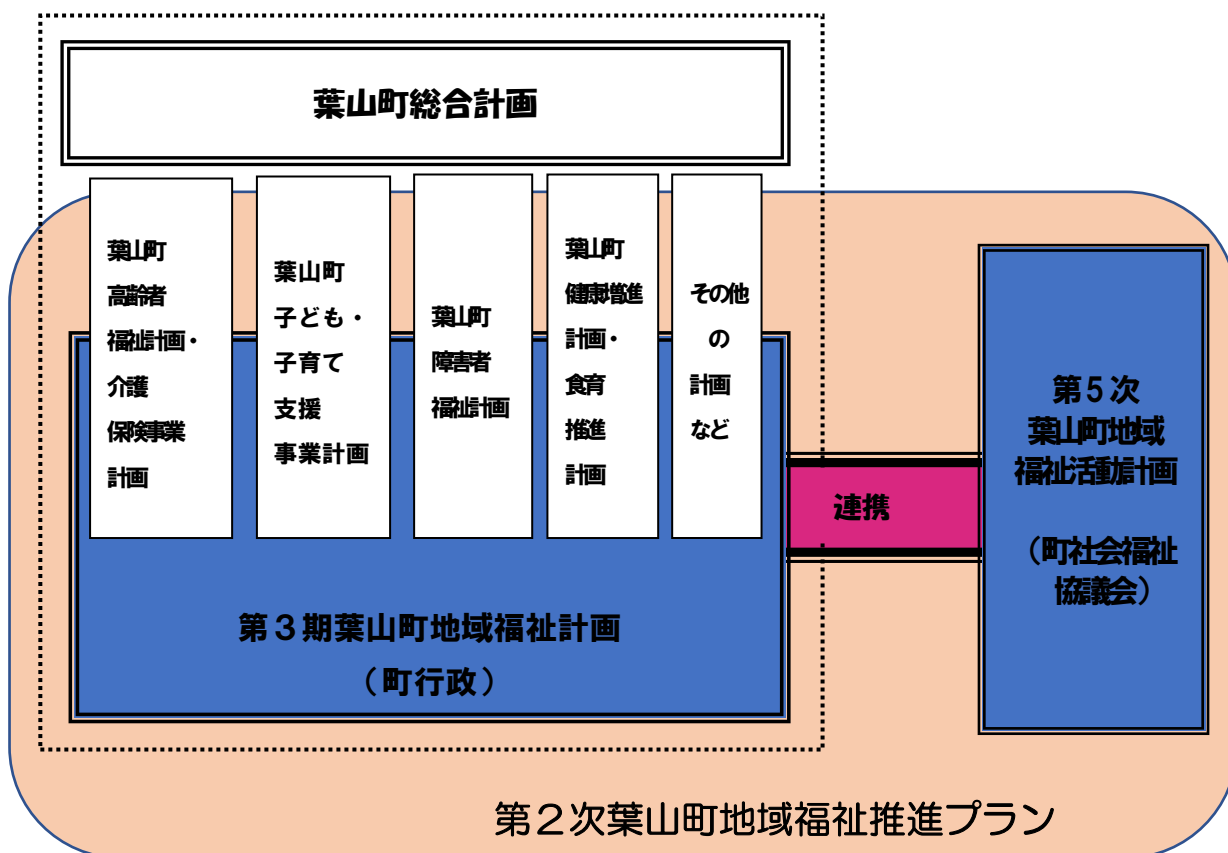 葉山町総合計画
葉山町
高齢者
福祉計画・
介護
保険事業
計画
葉山町
子ども・
子育て
支援
事業計画
葉山町
障害者
福祉計画
葉山町
健康増進
計画・
食育
推進
計画
その他
の
計画
など
第3期葉山町地域福祉計画
（町行政）
連携
第5次
葉山町地域
福祉活動計画
（町社会福祉
協議会）
第2次葉山町地域福祉推進プラン